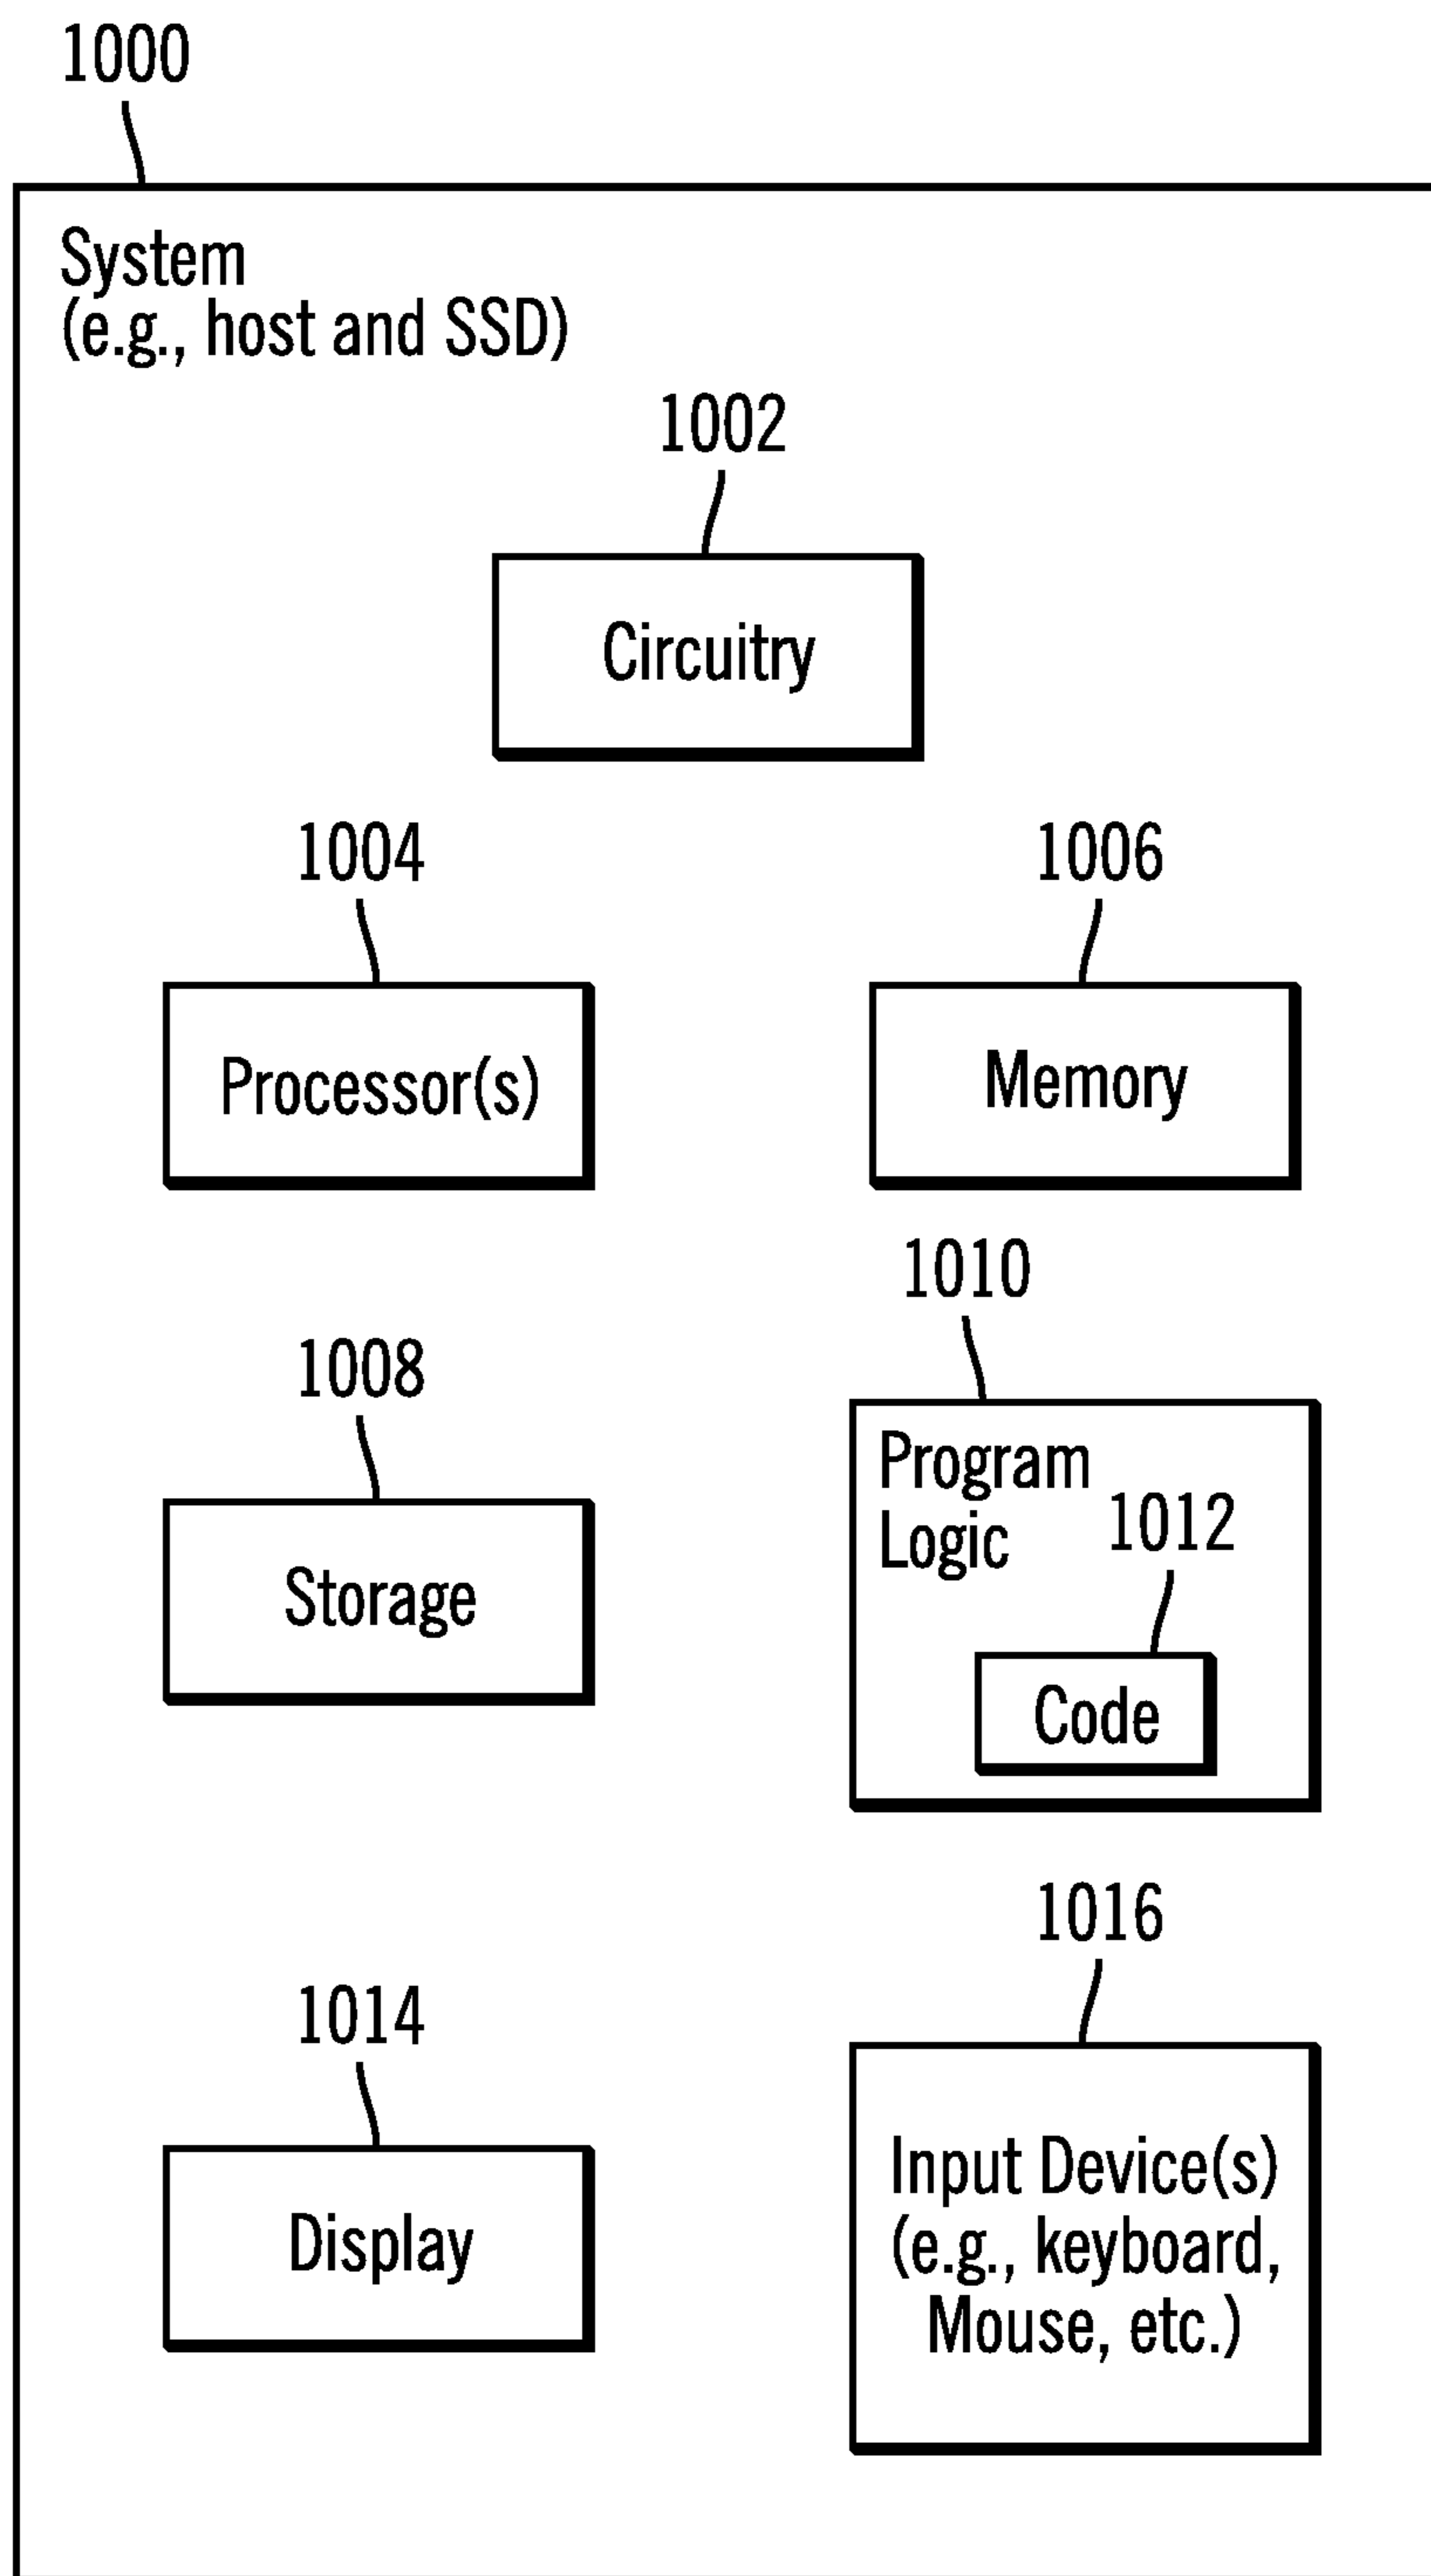 1000
System
(e.g., host and SSD)
1002
Circuitry
1004
1006
Processor(s)
Memory
1010
1008
Program
Logic
1012
Storage
Code
1016
1014
Input Device(s)
(e.g., keyboard,
Mouse, etc.)
Display